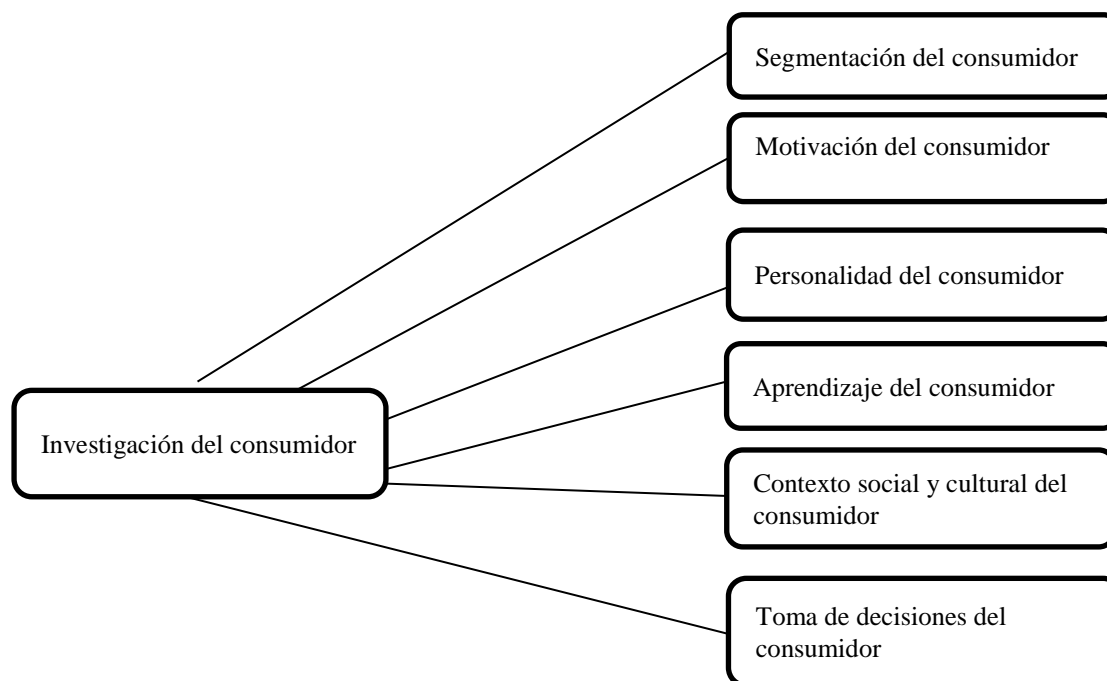 Segmentación del consumidor
Motivación del consumidor
Personalidad del consumidor
Aprendizaje del consumidor
Investigación del consumidor
Contexto social y cultural del
consumidor
Toma de decisiones del
consumidor